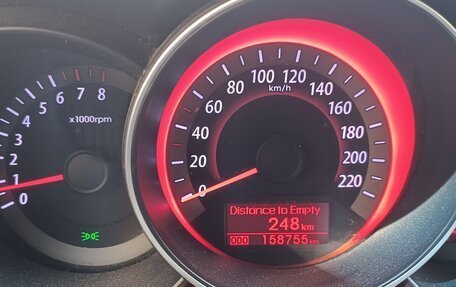 0 1 2 3 4 5 6 7 8
x1000rpm
0 20 40 60 80 100 120 140 160 180 200 220
km/h
Distance to Empty
248 km
000 158755 km